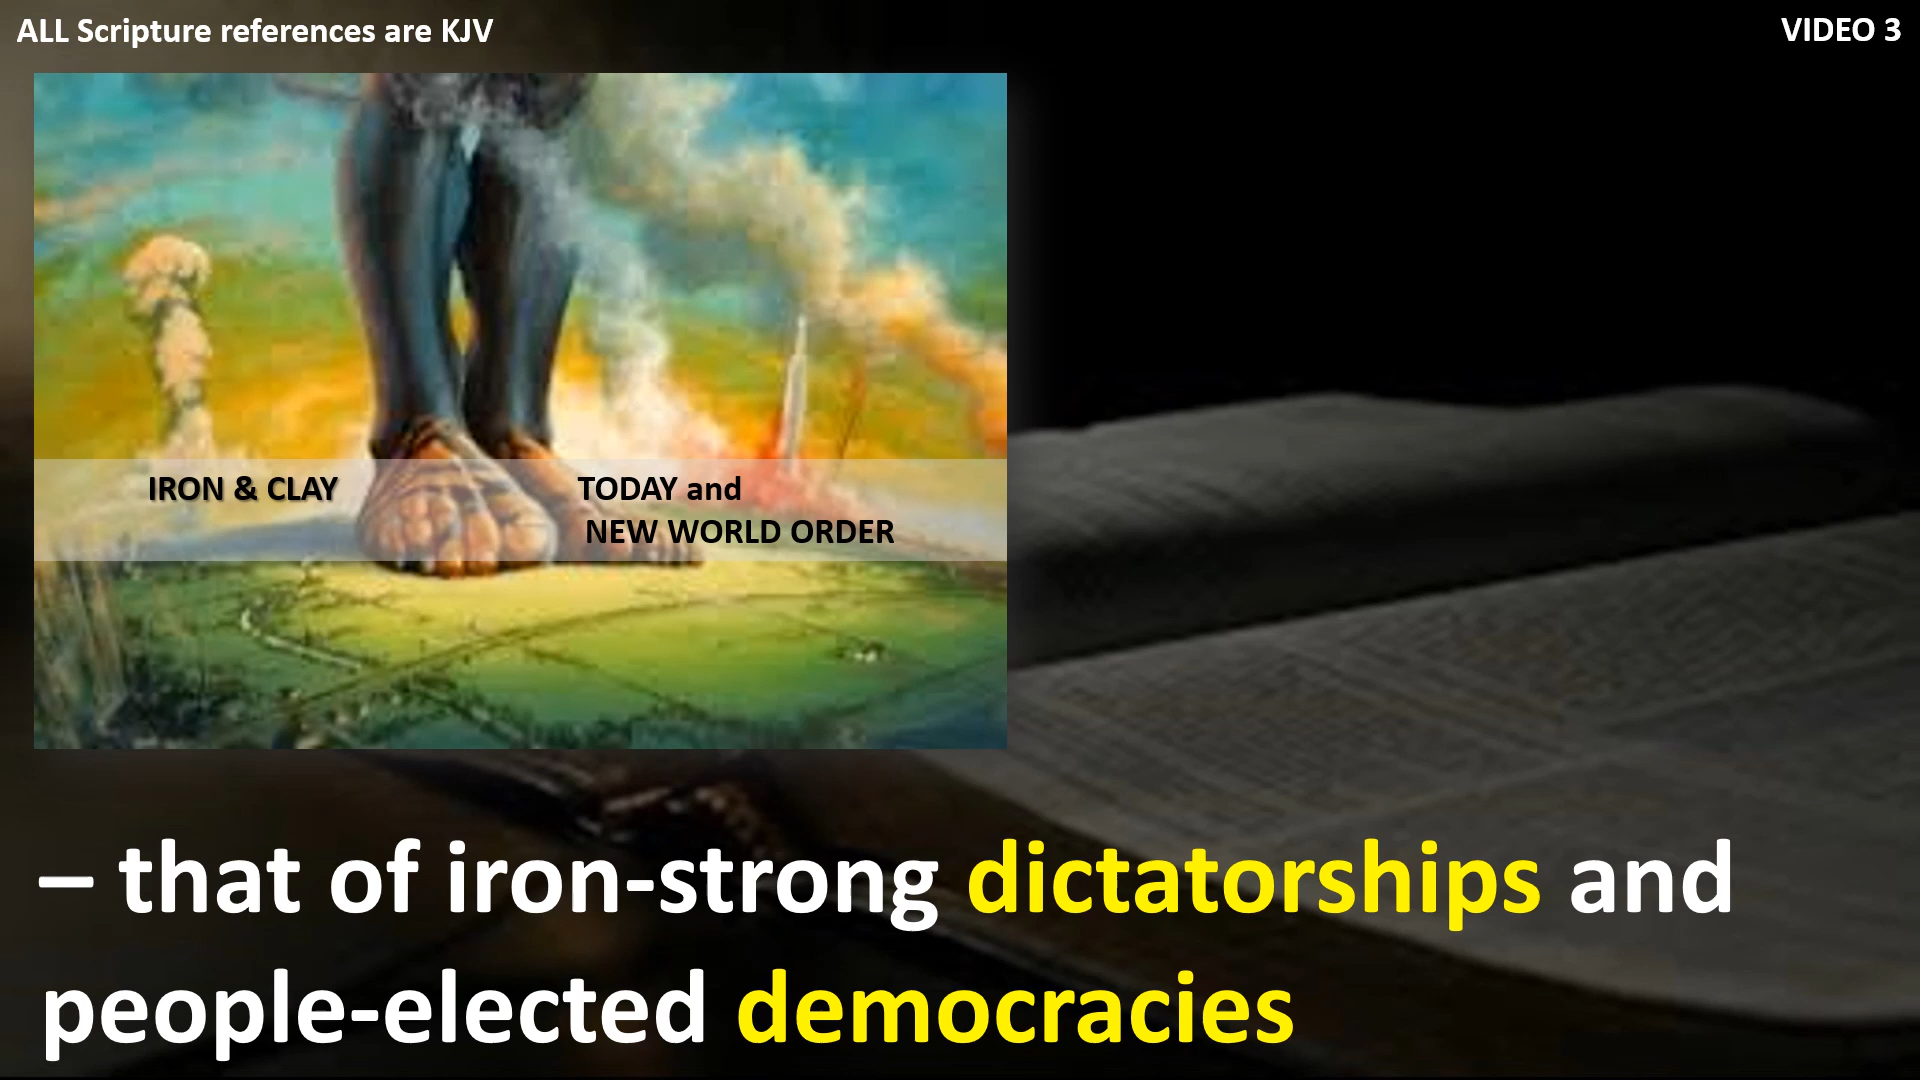 ALL Scripture references are KJV
VIDEO 3
IRON & CLAY
TODAY and
NEW WORLD ORDER
– that of iron-strong dictatorships and
people-elected democracies